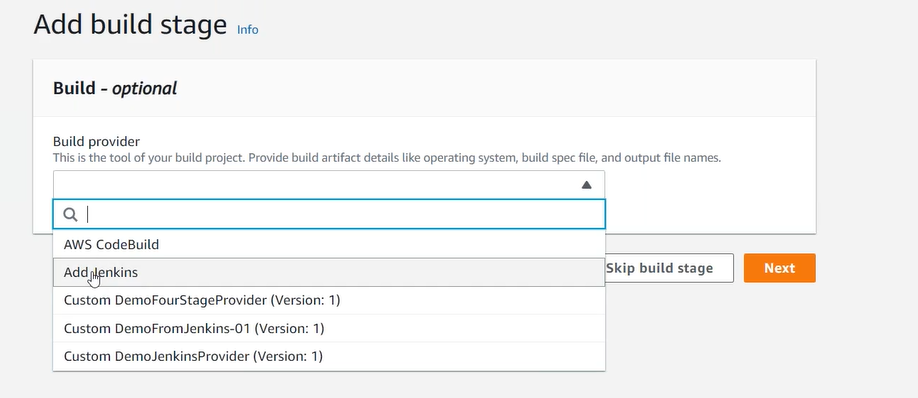 Add build stage Info
Build - optional
Build provider
This is the tool of your build project. Provide build artifact details like operating system, build spec file, and output file names.
AWS CodeBuild
Add Jenkins
Skip build stage
Next
Custom DemoFourStageProvider (Version: 1)
Custom DemoFromJenkins-01 (Version: 1)
Custom DemoJenkinsProvider (Version: 1)